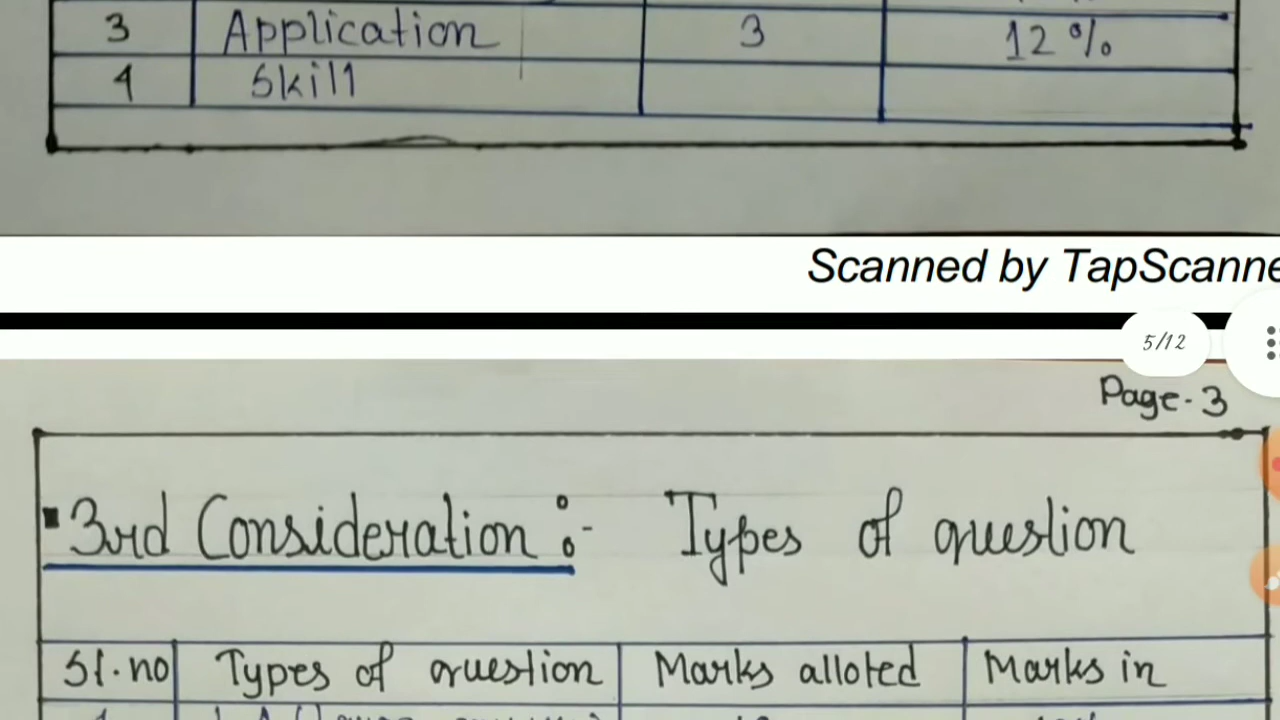 3 Application 3 12%
4 Skill
Scanned by TapScanne
5/12
Page-3
3rd Consideration :- Types of question
Sl.no Types of question Marks alloted Marks in